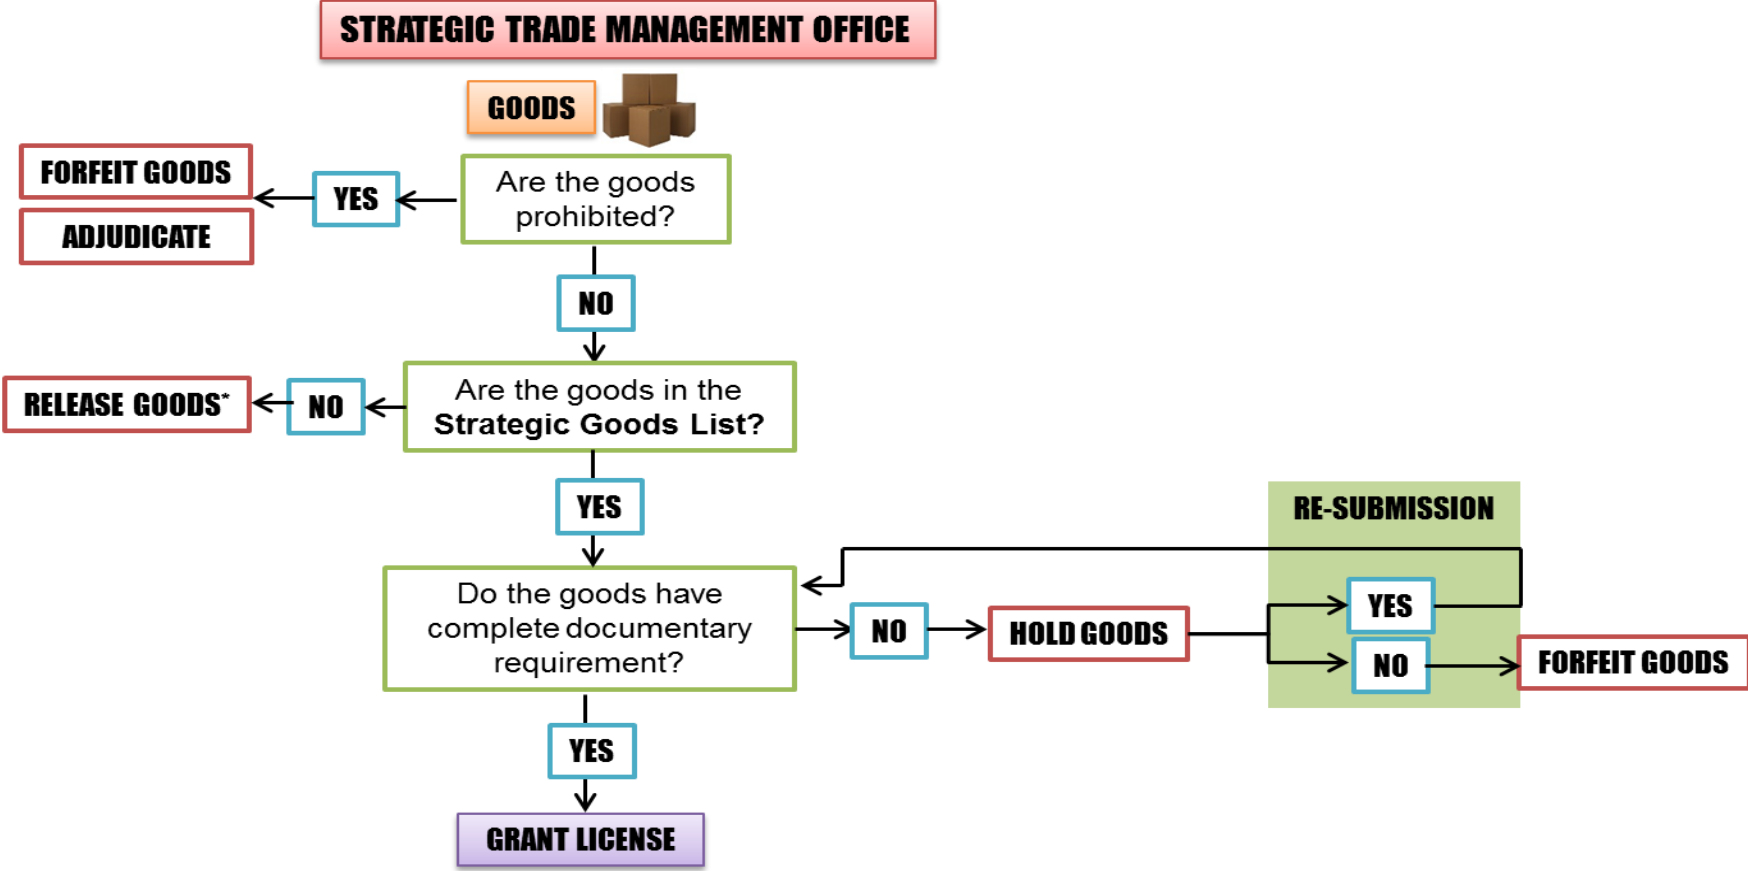 STRATEGIC TRADE MANAGEMENT OFFICE
GOODS
Are the goods
prohibited?
YES
FORFEIT GOODS
ADJUDICATE
NO
Are the goods in the
Strategic Goods List?
NO
RELEASE GOODS*
YES
Do the goods have
complete documentary
requirement?
NO
HOLD GOODS
RE-SUBMISSION
YES
NO
FORFEIT GOODS
YES
GRANT LICENSE